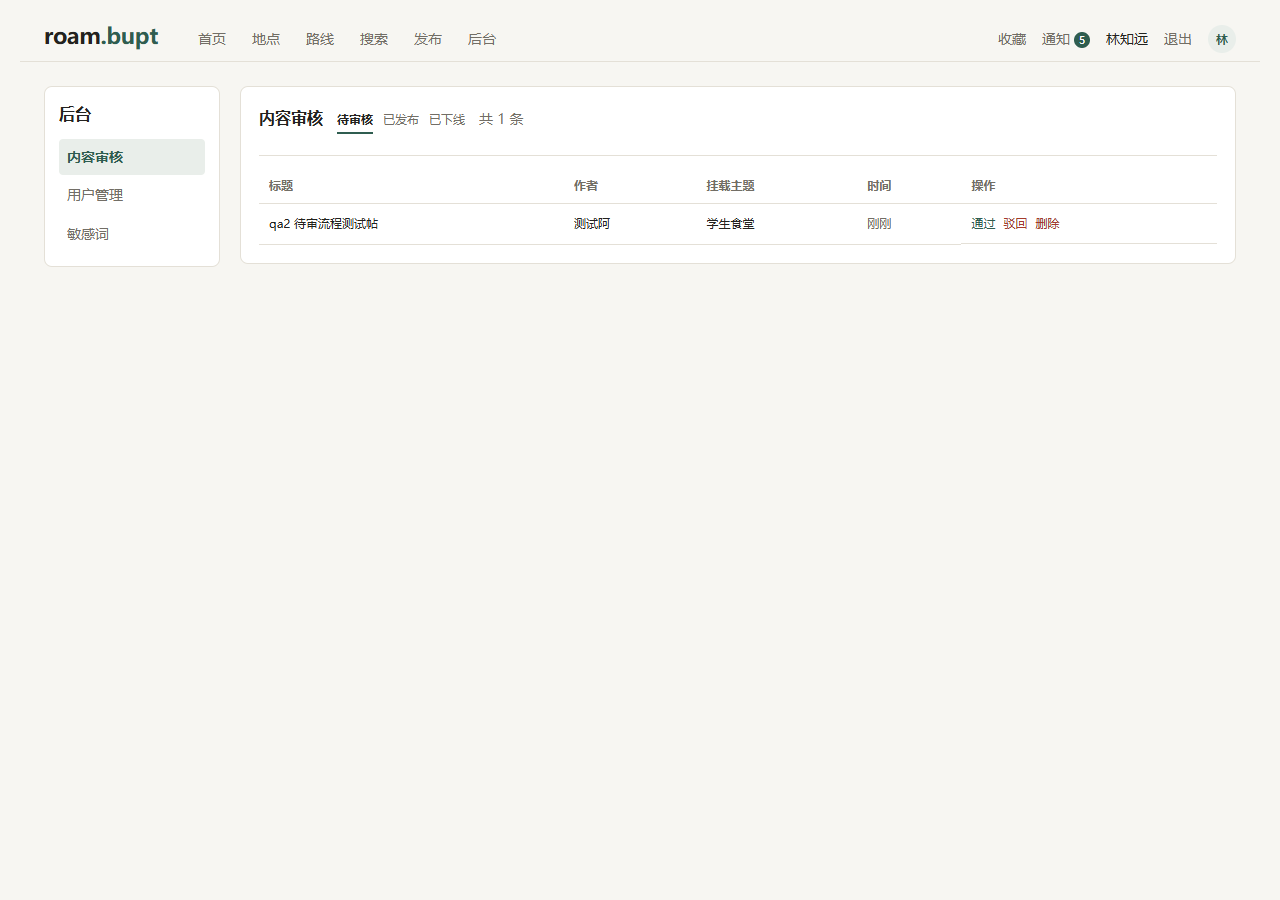 roam.bupt 首页 地点 路线 搜索 发布 后台 收藏 通知 5 林知远 退出 林
后台
内容审核
用户管理
敏感词
内容审核 待审核 已发布 已下线 共 1 条
标题 作者 挂载主题 时间 操作
qa2 待审流程测试帖 测试阿 学生食堂 刚刚 通过 驳回 删除